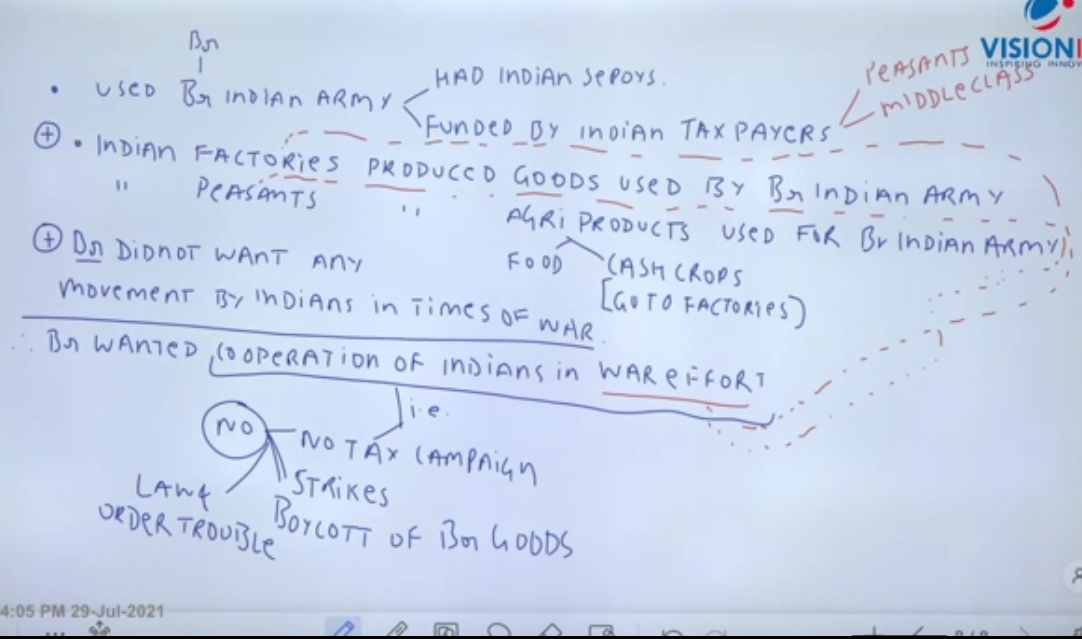 Br
• USED Br INDIAN ARMY
HAD INDIAN SEPOYS.
FUNDED BY INDIAN TAX PAYERS
PEASANTS
MIDDLE CLASS
VISIONI
INSPIRING INNOV
+ • INDIAN FACTORIES PRODUCED GOODS USED BY Br INDIAN ARMY
" PEASANTS " AGRI PRODUCTS USED FOR Br INDIAN ARMY
FOOD
CASH CROPS
[GO TO FACTORIES)
+ Br DIDNOT WANT ANY
MOVEMENT BY INDIANS IN TIMES OF WAR.
∴ Br WANTED COOPERATION OF INDIANS IN WAR EFFORT
i.e.
NO
NO TAX CAMPAIGN
STRIKES
BOYCOTT OF Br GOODS
LAW &
ORDER TROUBLE
4:05 PM 29-Jul-2021